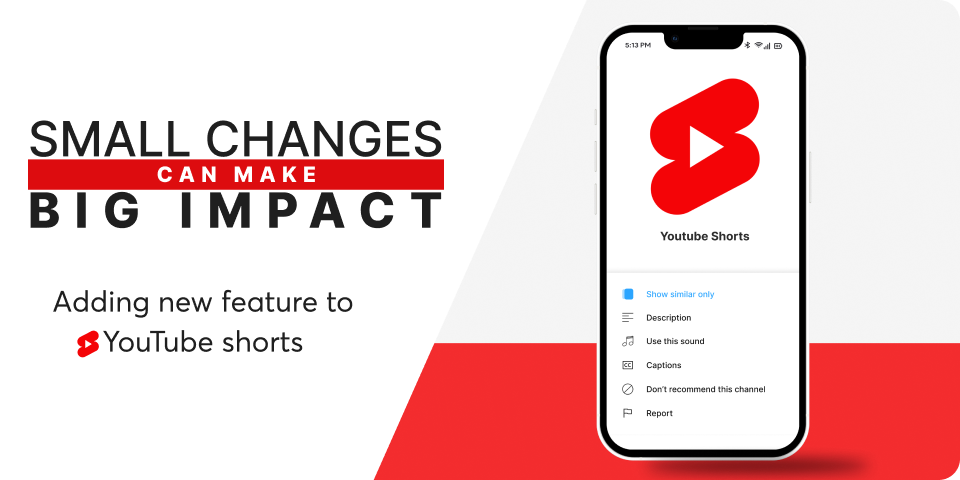 SMALL CHANGES
CAN MAKE
BIG IMPACT
Adding new feature to
YouTube shorts
5:13 PM
Youtube Shorts
Show similar only
Description
Use this sound
CC Captions
Don't recommend this channel
Report